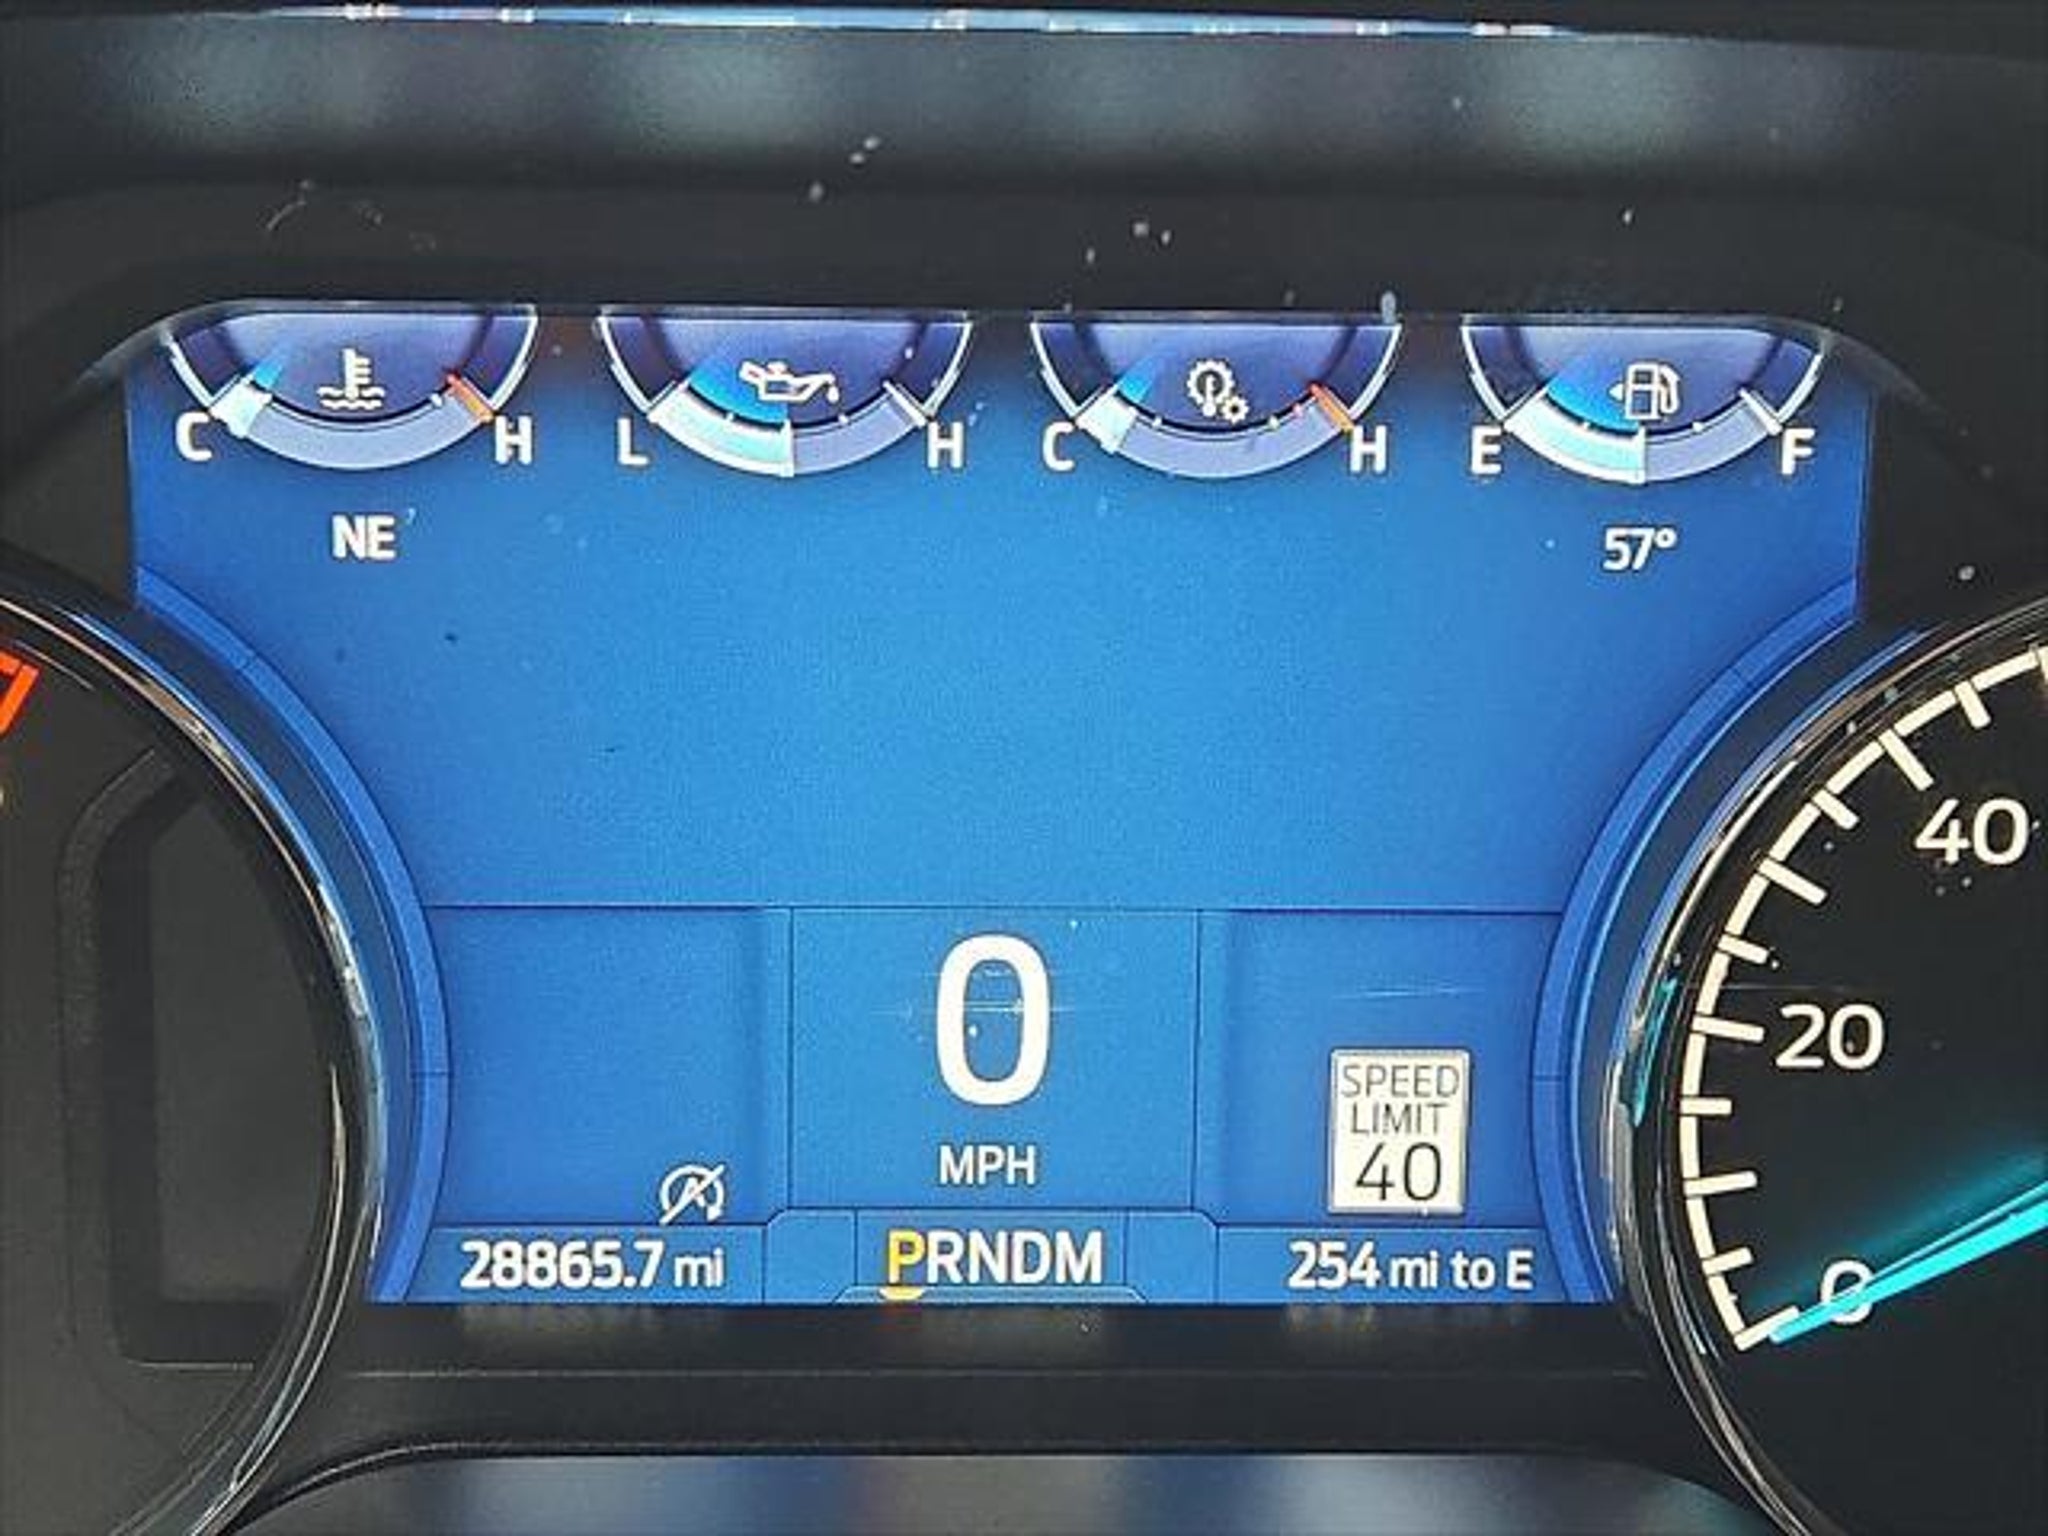 C H L H C H E F
NE 57°
40
0
20
MPH
SPEED
LIMIT
40
28865.7 mi PRNDM 254 mi to E
0